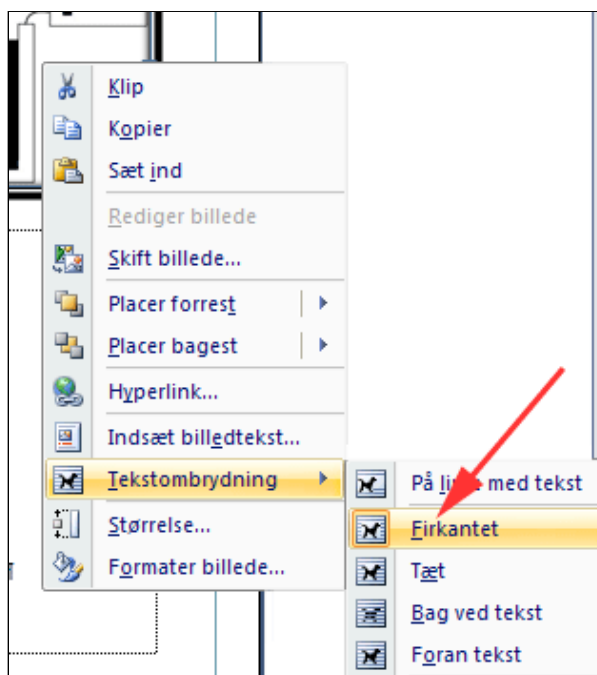 Klip
Kopier
Sæt ind
Rediger billede
Skift billede...
Placer forrest
Placer bagest
Hyperlink...
Indsæt billedtekst...
Tekstombrydning
Størrelse...
Formater billede...
På linje med tekst
Firkantet
Tæt
Bag ved tekst
Foran tekst